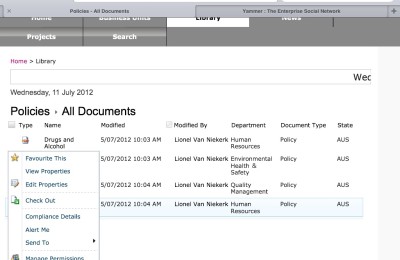 Policies - All Documents
Yammer : The Enterprise Social Network
Home
Business Units
Library
News
Projects
Search
Home > Library
Wed
Wednesday, 11 July 2012
Policies › All Documents
Type Name Modified Modified By Department Document Type State
Drugs and Alcohol 5/07/2012 10:03 AM Lionel Van Niekerk Human Resources Policy AUS
5/07/2012 10:03 AM Lionel Van Niekerk Environmental Health & Safety Policy AUS
5/07/2012 10:04 AM Lionel Van Niekerk Quality Management Policy AUS
5/07/2012 10:04 AM Lionel Van Niekerk Human Resources Policy AUS
Favourite This
View Properties
Edit Properties
Check Out
Compliance Details
Alert Me
Send To
Manage Permissions